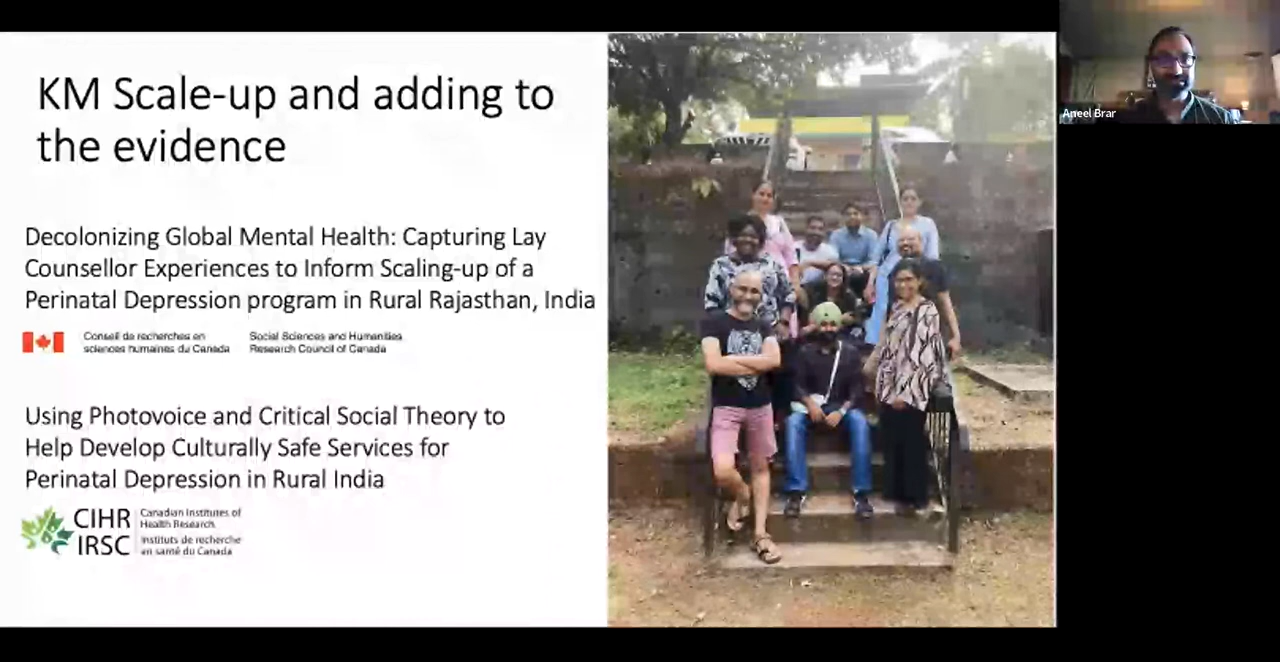 KM Scale-up and adding to
the evidence
Decolonizing Global Mental Health: Capturing Lay
Counsellor Experiences to Inform Scaling-up of a
Perinatal Depression program in Rural Rajasthan, India
Conseil de recherches en
sciences humaines du Canada
Social Sciences and Humanities
Research Council of Canada
Using Photovoice and Critical Social Theory to
Help Develop Culturally Safe Services for
Perinatal Depression in Rural India
CIHR
IRSC
Canadian Institutes of
Health Research
Instituts de recherche
en santé du Canada
Aneel Brar